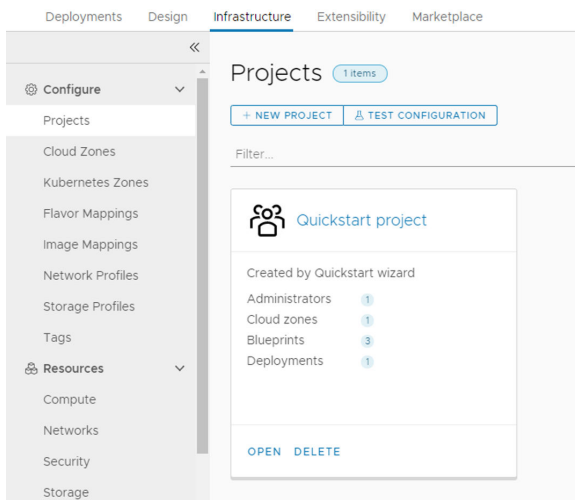 Deployments Design Infrastructure Extensibility Marketplace
«
Configure
Projects
Cloud Zones
Kubernetes Zones
Flavor Mappings
Image Mappings
Network Profiles
Storage Profiles
Tags
Resources
Compute
Networks
Security
Storage
Projects 1 items
+ NEW PROJECT TEST CONFIGURATION
Filter...
Quickstart project
Created by Quickstart wizard
Administrators 1
Cloud zones 1
Blueprints 3
Deployments 1
OPEN DELETE